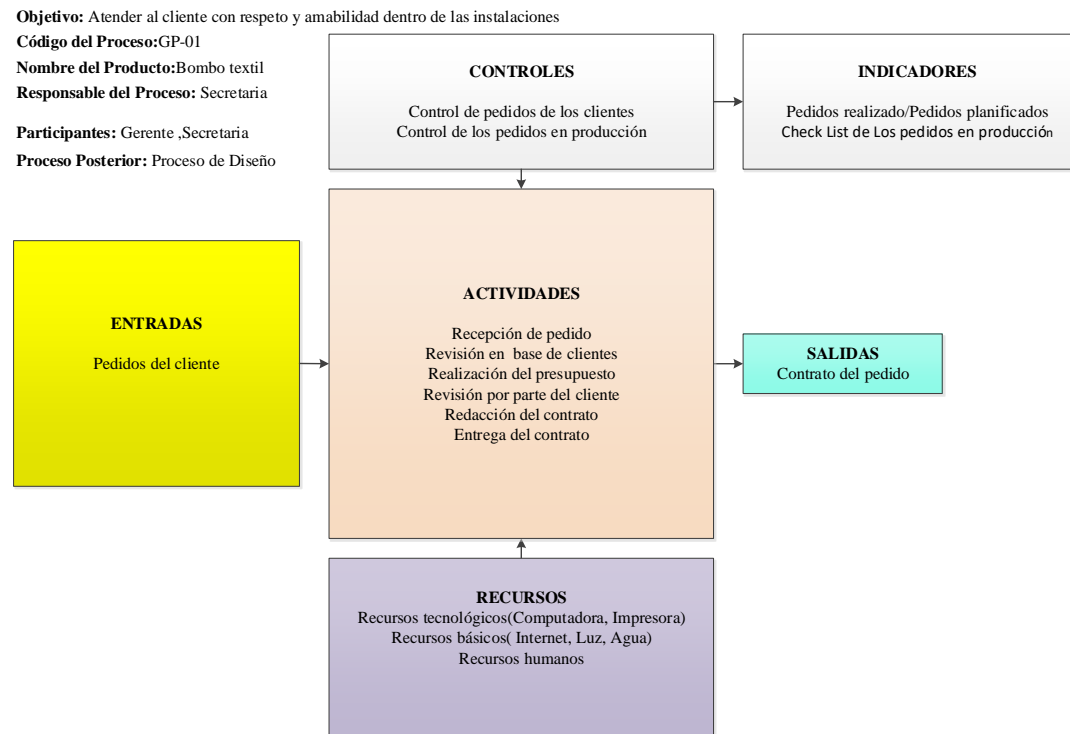 Objetivo: Atender al cliente con respeto y amabilidad dentro de las instalaciones
Código del Proceso:GP-01
Nombre del Producto:Bombo textil
Responsable del Proceso: Secretaria
Participantes: Gerente ,Secretaria
Proceso Posterior: Proceso de Diseño
CONTROLES
Control de pedidos de los clientes
Control de los pedidos en producción
INDICADORES
Pedidos realizado/Pedidos planificados
Check List de Los pedidos en producción
ENTRADAS
Pedidos del cliente
ACTIVIDADES
Recepción de pedido
Revisión en base de clientes
Realización del presupuesto
Revisión por parte del cliente
Redacción del contrato
Entrega del contrato
SALIDAS
Contrato del pedido
RECURSOS
Recursos tecnológicos(Computadora, Impresora)
Recursos básicos( Internet, Luz, Agua)
Recursos humanos